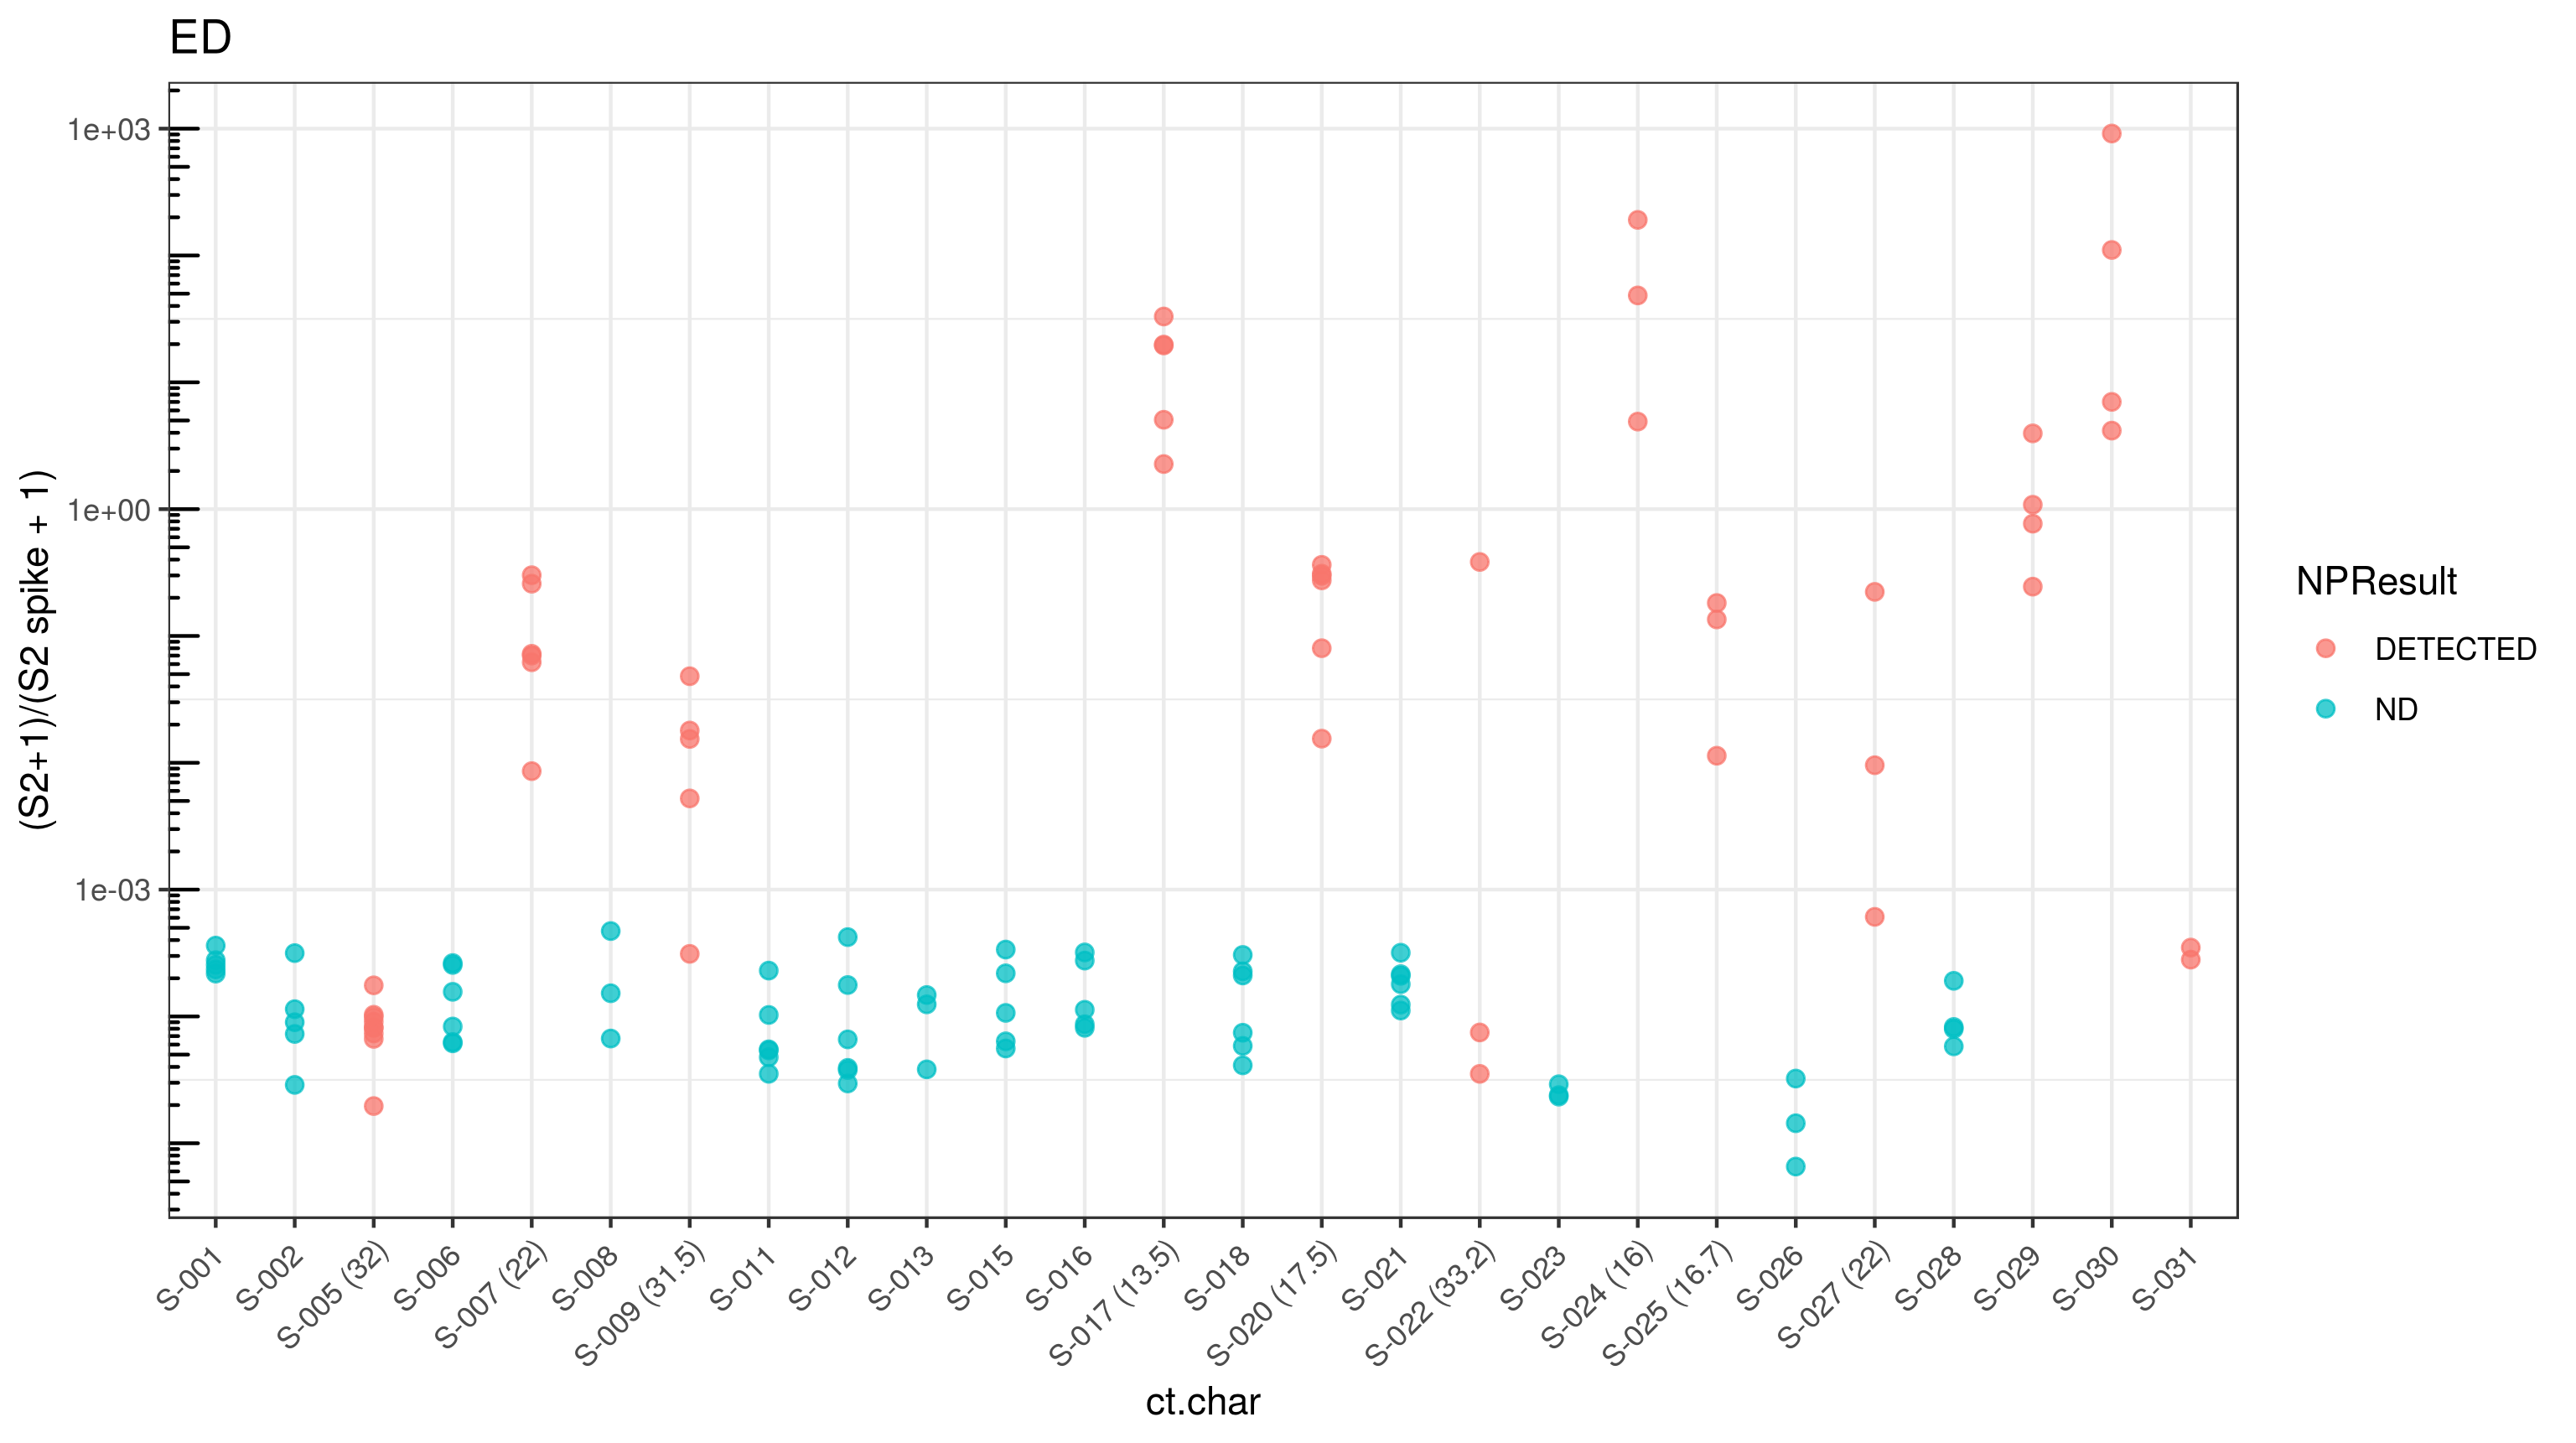 ED
(S2+1)/(S2 spike + 1)
1e+03
1e+00
1e-03
S-001
S-002
S-005 (32)
S-006
S-007 (22)
S-008
S-009 (31.5)
S-011
S-012
S-013
S-015
S-016
S-017 (13.5)
S-018
S-020 (17.5)
S-021
S-022 (33.2)
S-023
S-024 (16)
S-025 (16.7)
S-026
S-027 (22)
S-028
S-029
S-030
S-031
ct.char
NPResult
DETECTED
ND